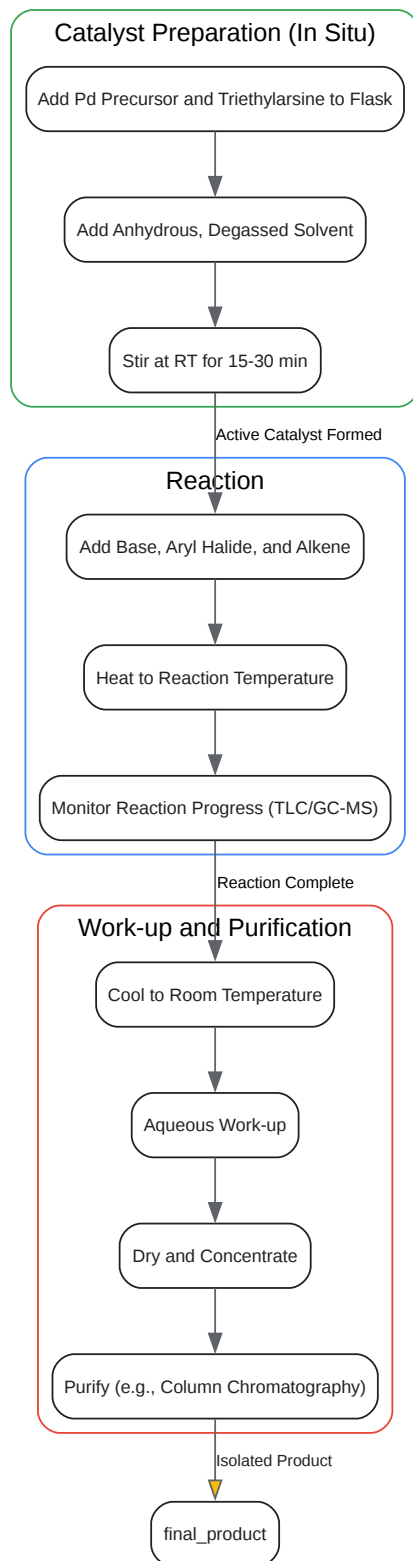 Catalyst Preparation (In Situ)
Add Pd Precursor and Triethylarsine to Flask
Add Anhydrous, Degassed Solvent
Stir at RT for 15-30 min
Active Catalyst Formed
Reaction
Add Base, Aryl Halide, and Alkene
Heat to Reaction Temperature
Monitor Reaction Progress (TLC/GC-MS)
Reaction Complete
Work-up and Purification
Cool to Room Temperature
Aqueous Work-up
Dry and Concentrate
Purify (e.g., Column Chromatography)
Isolated Product
final_product